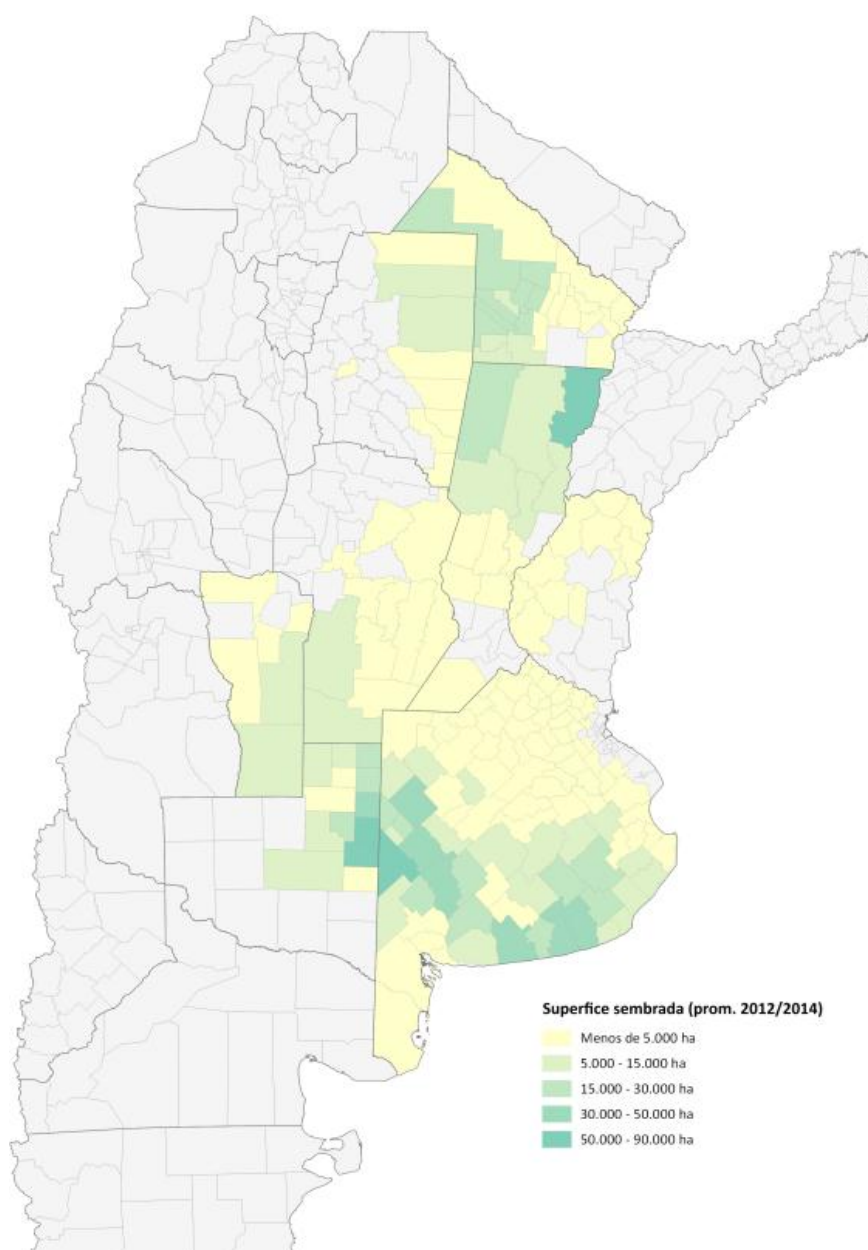 Superfice sembrada (prom. 2012/2014)
Menos de 5.000 ha
5.000 - 15.000 ha
15.000 - 30.000 ha
30.000 - 50.000 ha
50.000 - 90.000 ha